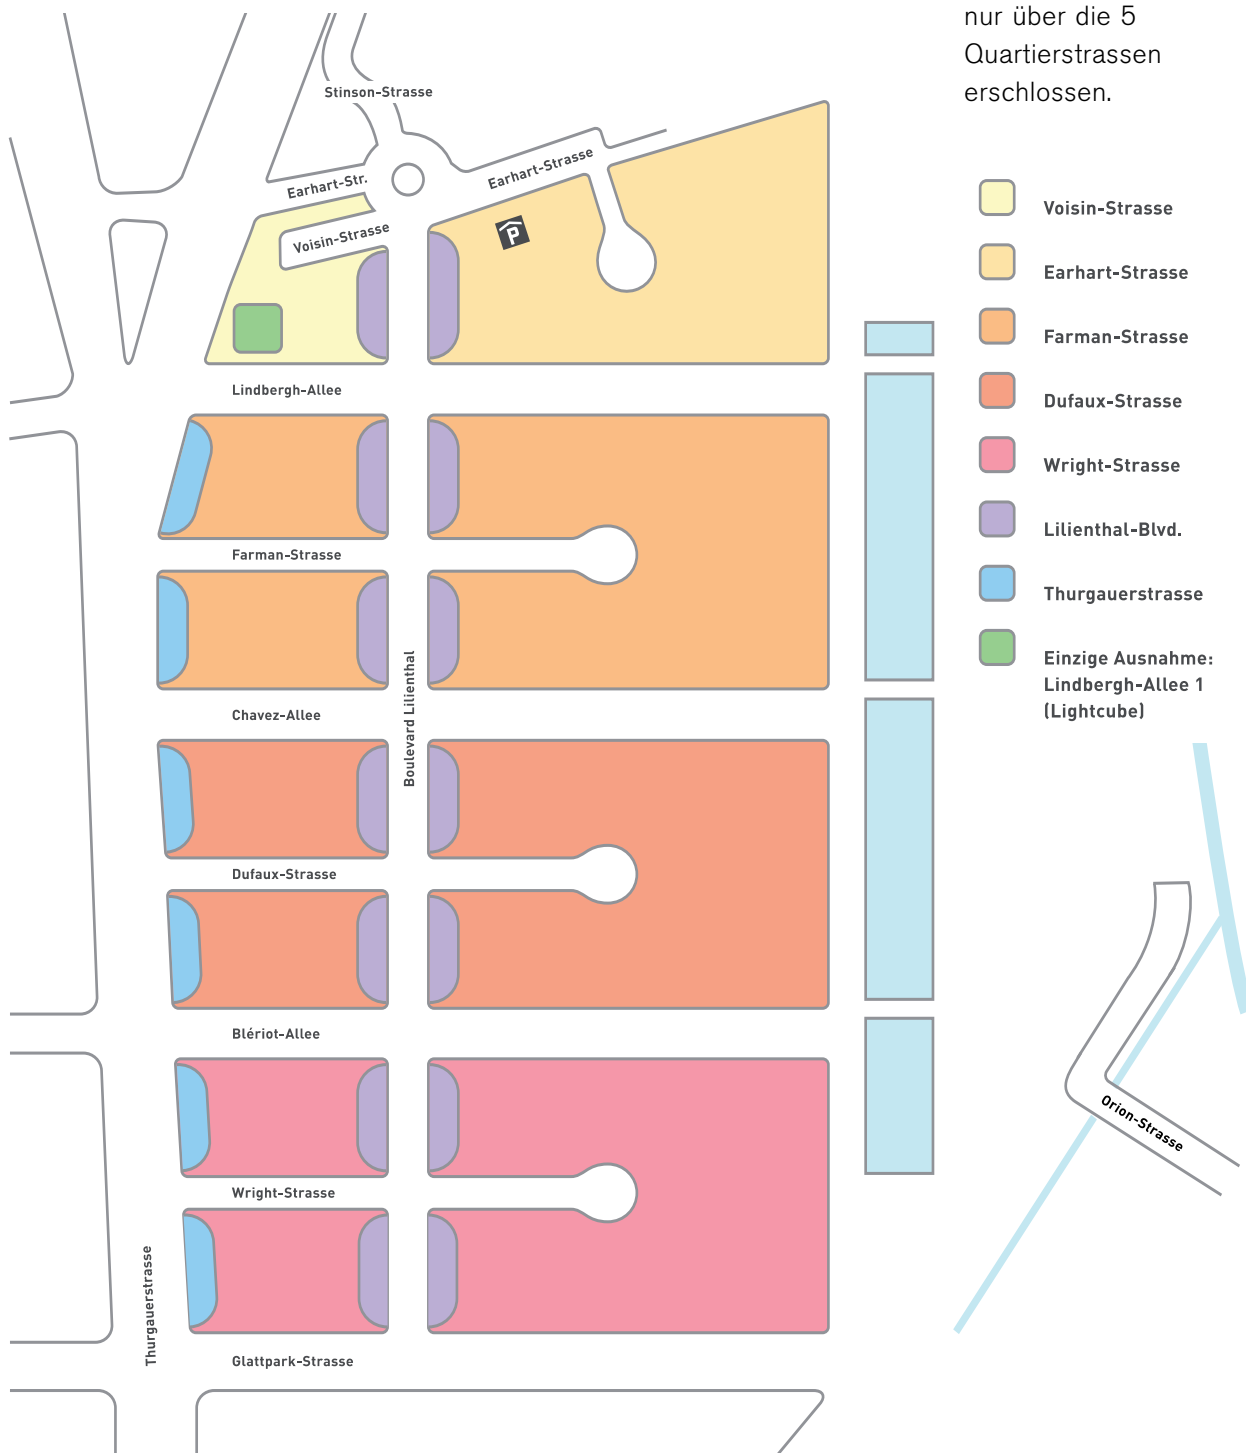 nur über die 5
Quartierstrassen
erschlossen.
Stinson-Strasse
Earhart-Str.
Earhart-Strasse
Voisin-Strasse
P
Lindbergh-Allee
Farman-Strasse
Chavez-Allee
Boulevard Lilienthal
Dufaux-Strasse
Blériot-Allee
Wright-Strasse
Thurgauerstrasse
Glattpark-Strasse
Voisin-Strasse
Earhart-Strasse
Farman-Strasse
Dufaux-Strasse
Wright-Strasse
Lilienthal-Blvd.
Thurgauerstrasse
Einzige Ausnahme:
Lindbergh-Allee 1
(Lightcube)
Orion-Strasse